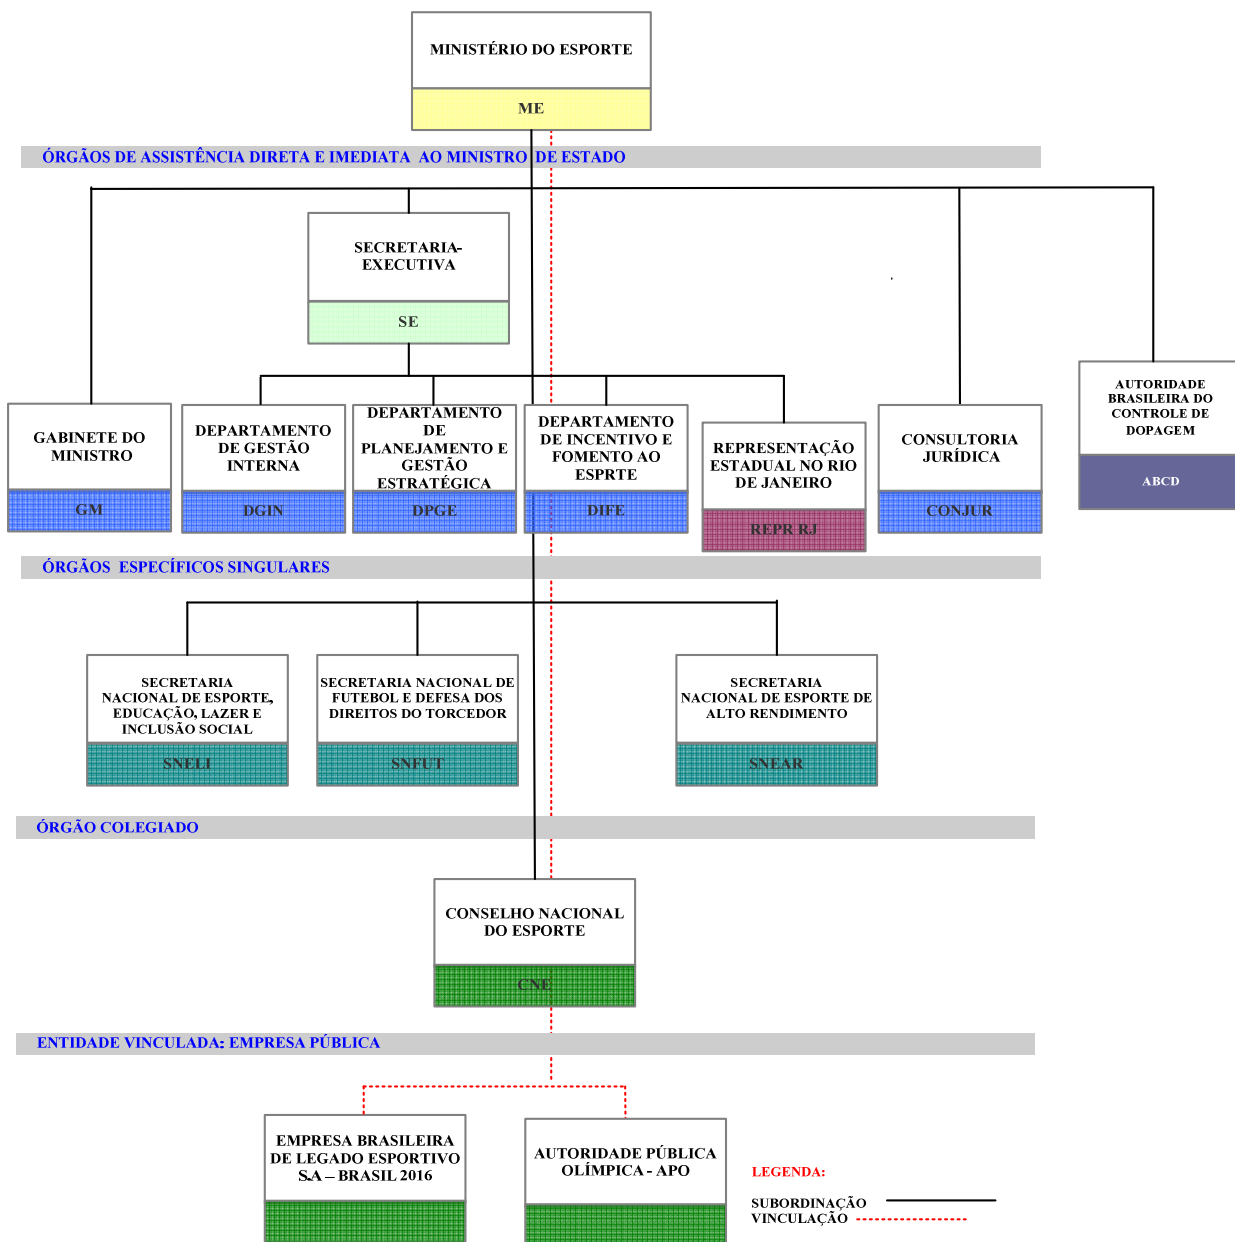 MINISTÉRIO DO ESPORTE
ME
ÓRGÃOS DE ASSISTÊNCIA DIRETA E IMEDIATA AO MINISTRO DE ESTADO
SECRETARIA-
EXECUTIVA
SE
GABINETE DO
MINISTRO
GM
DEPARTAMENTO
DE GESTÃO
INTERNA
DGIN
DEPARTAMENTO
DE
PLANEJAMENTO E
GESTÃO
ESTRATÉGICA
DPGE
DEPARTAMENTO
DE INCENTIVO E
FOMENTO AO
ESPRTE
DIFE
REPRESENTAÇÃO
ESTADUAL NO RIO
DE JANEIRO
REPR RJ
CONSULTORIA
JURÍDICA
CONJUR
AUTORIDADE
BRASILEIRA DO
CONTROLE DE
DOPAGEM
ABCD
ÓRGÃOS ESPECÍFICOS SINGULARES
SECRETARIA
NACIONAL DE ESPORTE,
EDUCAÇÃO, LAZER E
INCLUSÃO SOCIAL
SNELI
SECRETARIA NACIONAL DE
FUTEBOL E DEFESA DOS
DIREITOS DO TORCEDOR
SNFUT
SECRETARIA
NACIONAL DE ESPORTE DE
ALTO RENDIMENTO
SNEAR
ÓRGÃO COLEGIADO
CONSELHO NACIONAL
DO ESPORTE
CNE
ENTIDADE VINCULADA: EMPRESA PÚBLICA
EMPRESA BRASILEIRA
DE LEGADO ESPORTIVO
S.A – BRASIL 2016
AUTORIDADE PÚBLICA
OLÍMPICA - APO
LEGENDA:
SUBORDINAÇÃO
VINCULAÇÃO